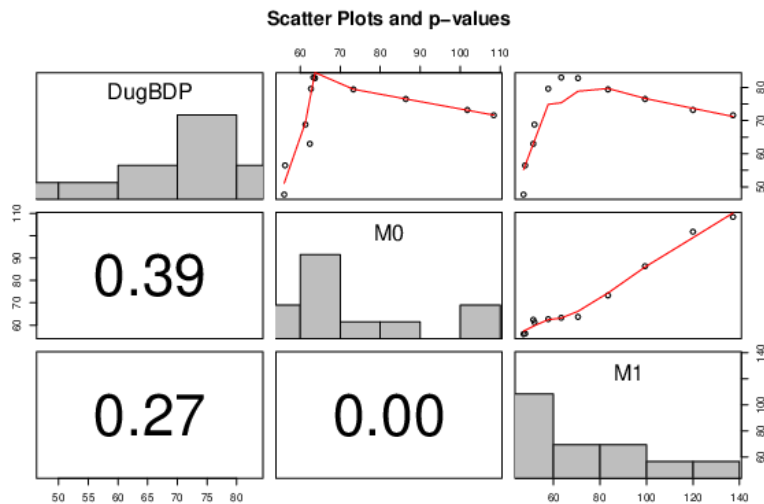 Scatter Plots and p-values
60 70 80 90 100 110
DugBDP
50 60 70 80
60 70 80 90 110
0.39
M0
0.27
0.00
M1
60 80 100 120 140
50 55 60 65 70 75 80
60 80 100 120 140